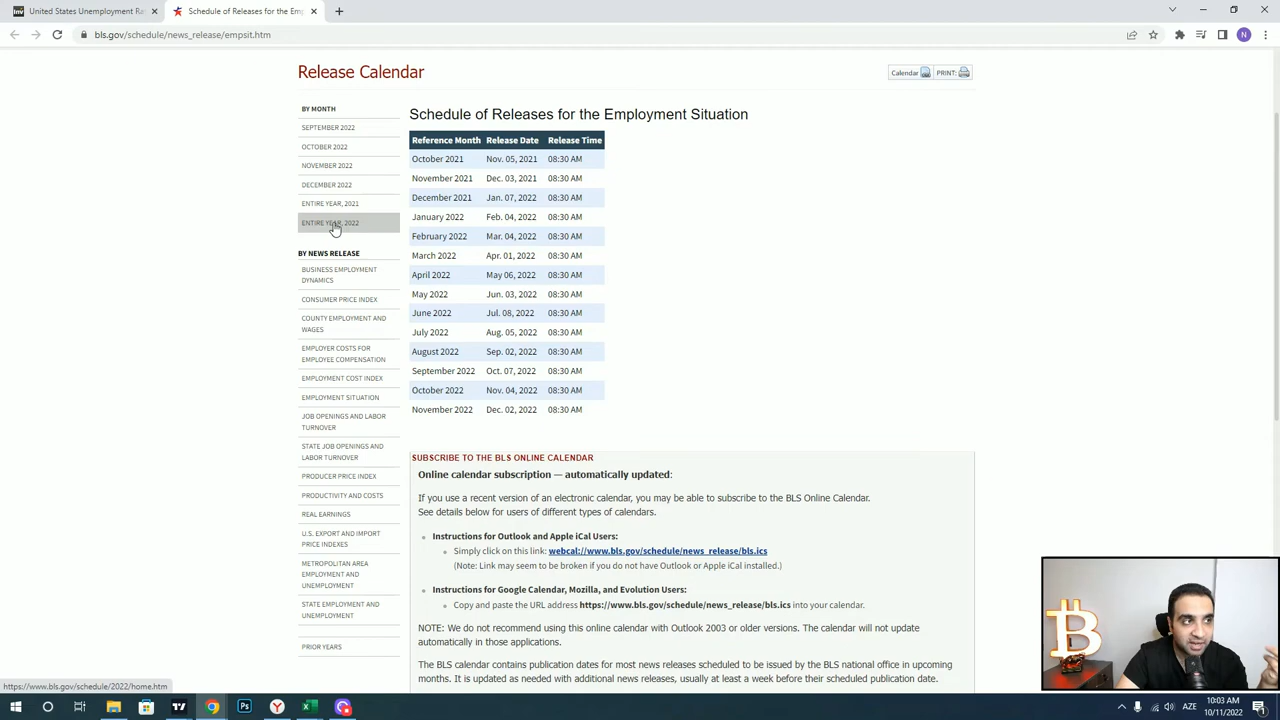 Inv United States Unemployment Ra
Schedule of Releases for the Emp
bls.gov/schedule/news_release/empsit.htm
N
Release Calendar
Calendar
PRINT:
BY MONTH
SEPTEMBER 2022
OCTOBER 2022
NOVEMBER 2022
DECEMBER 2022
ENTIRE YEAR, 2021
ENTIRE YEAR, 2022
BY NEWS RELEASE
BUSINESS EMPLOYMENT
DYNAMICS
CONSUMER PRICE INDEX
COUNTY EMPLOYMENT AND
WAGES
EMPLOYER COSTS FOR
EMPLOYEE COMPENSATION
EMPLOYMENT COST INDEX
EMPLOYMENT SITUATION
JOB OPENINGS AND LABOR
TURNOVER
STATE JOB OPENINGS AND
LABOR TURNOVER
PRODUCER PRICE INDEX
PRODUCTIVITY AND COSTS
REAL EARNINGS
U.S. EXPORT AND IMPORT
PRICE INDEXES
METROPOLITAN AREA
EMPLOYMENT AND
UNEMPLOYMENT
STATE EMPLOYMENT AND
UNEMPLOYMENT
PRIOR YEARS
Schedule of Releases for the Employment Situation
Reference Month Release Date Release Time
October 2021 Nov. 05, 2021 08:30 AM
November 2021 Dec. 03, 2021 08:30 AM
December 2021 Jan. 07, 2022 08:30 AM
January 2022 Feb. 04, 2022 08:30 AM
February 2022 Mar. 04, 2022 08:30 AM
March 2022 Apr. 01, 2022 08:30 AM
April 2022 May 06, 2022 08:30 AM
May 2022 Jun. 03, 2022 08:30 AM
June 2022 Jul. 08, 2022 08:30 AM
July 2022 Aug. 05, 2022 08:30 AM
August 2022 Sep. 02, 2022 08:30 AM
September 2022 Oct. 07, 2022 08:30 AM
October 2022 Nov. 04, 2022 08:30 AM
November 2022 Dec. 02, 2022 08:30 AM
SUBSCRIBE TO THE BLS ONLINE CALENDAR
Online calendar subscription — automatically updated:
If you use a recent version of an electronic calendar, you may be able to subscribe to the BLS Online Calendar.
See details below for users of different types of calendars.
Instructions for Outlook and Apple iCal Users:
Simply click on this link: webcal://www.bls.gov/schedule/news_release/bls.ics
(Note: Link may seem to be broken if you do not have Outlook or Apple iCal installed.)
Instructions for Google Calendar, Mozilla, and Evolution Users:
Copy and paste the URL address https://www.bls.gov/schedule/news_release/bls.ics into your calendar.
NOTE: We do not recommend using this online calendar with Outlook 2003 or older versions. The calendar will not update
automatically in those applications.
The BLS calendar contains publication dates for most news releases scheduled to be issued by the BLS national office in upcoming
months. It is updated as needed with additional news releases, usually at least a week before their scheduled publication date.
https://www.bls.gov/schedule/2022/home.htm
AZE
10:03 AM
10/11/2022